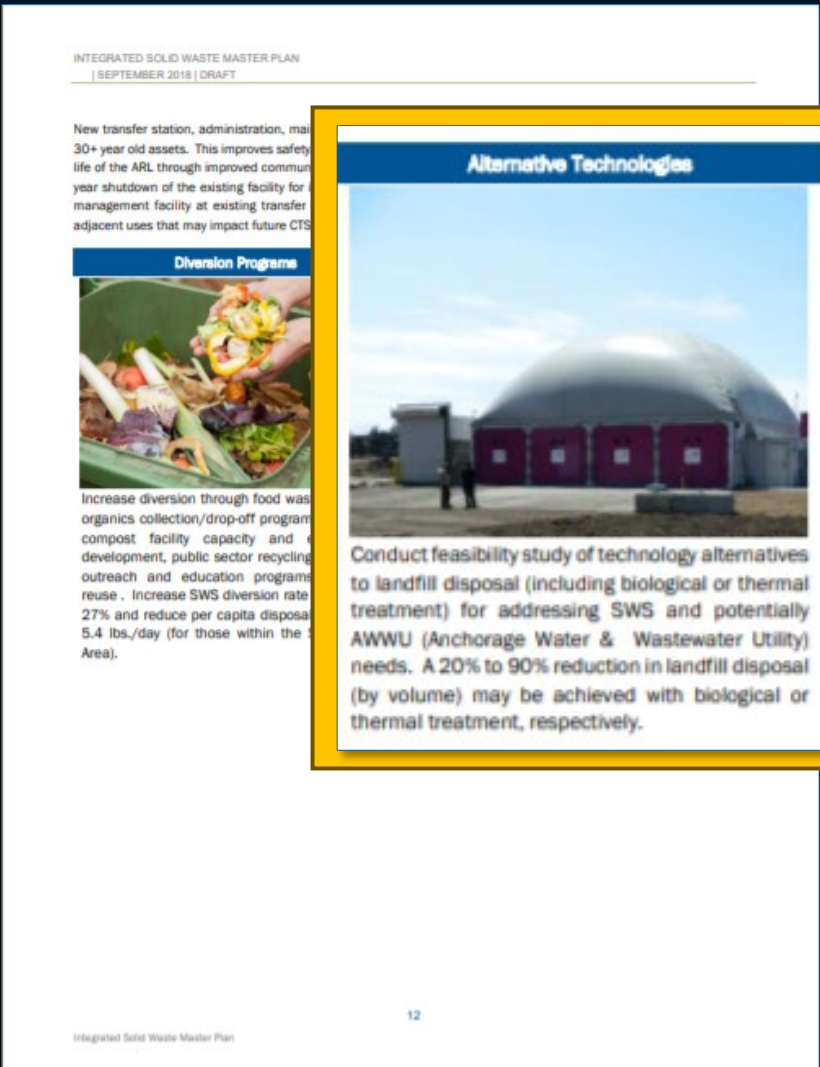 INTEGRATED SOLID WASTE MASTER PLAN
| SEPTEMBER 2018 | DRAFT
New transfer station, administration, mai
30+ year old assets. This improves safety
life of the ARL through improved commun
year shutdown of the existing facility for i
management facility at existing transfer
adjacent uses that may impact future CTS
Diversion Programs
Increase diversion through food was
organics collection/drop-off program
compost facility capacity and e
development, public sector recycling
outreach and education programs
reuse . Increase SWS diversion rate
27% and reduce per capita disposal
5.4 lbs./day (for those within the S
Area).
Alternative Technologies
Conduct feasibility study of technology alternatives
to landfill disposal (including biological or thermal
treatment) for addressing SWS and potentially
AWWU (Anchorage Water & Wastewater Utility)
needs. A 20% to 90% reduction in landfill disposal
(by volume) may be achieved with biological or
thermal treatment, respectively.
12
Integrated Solid Waste Master Plan